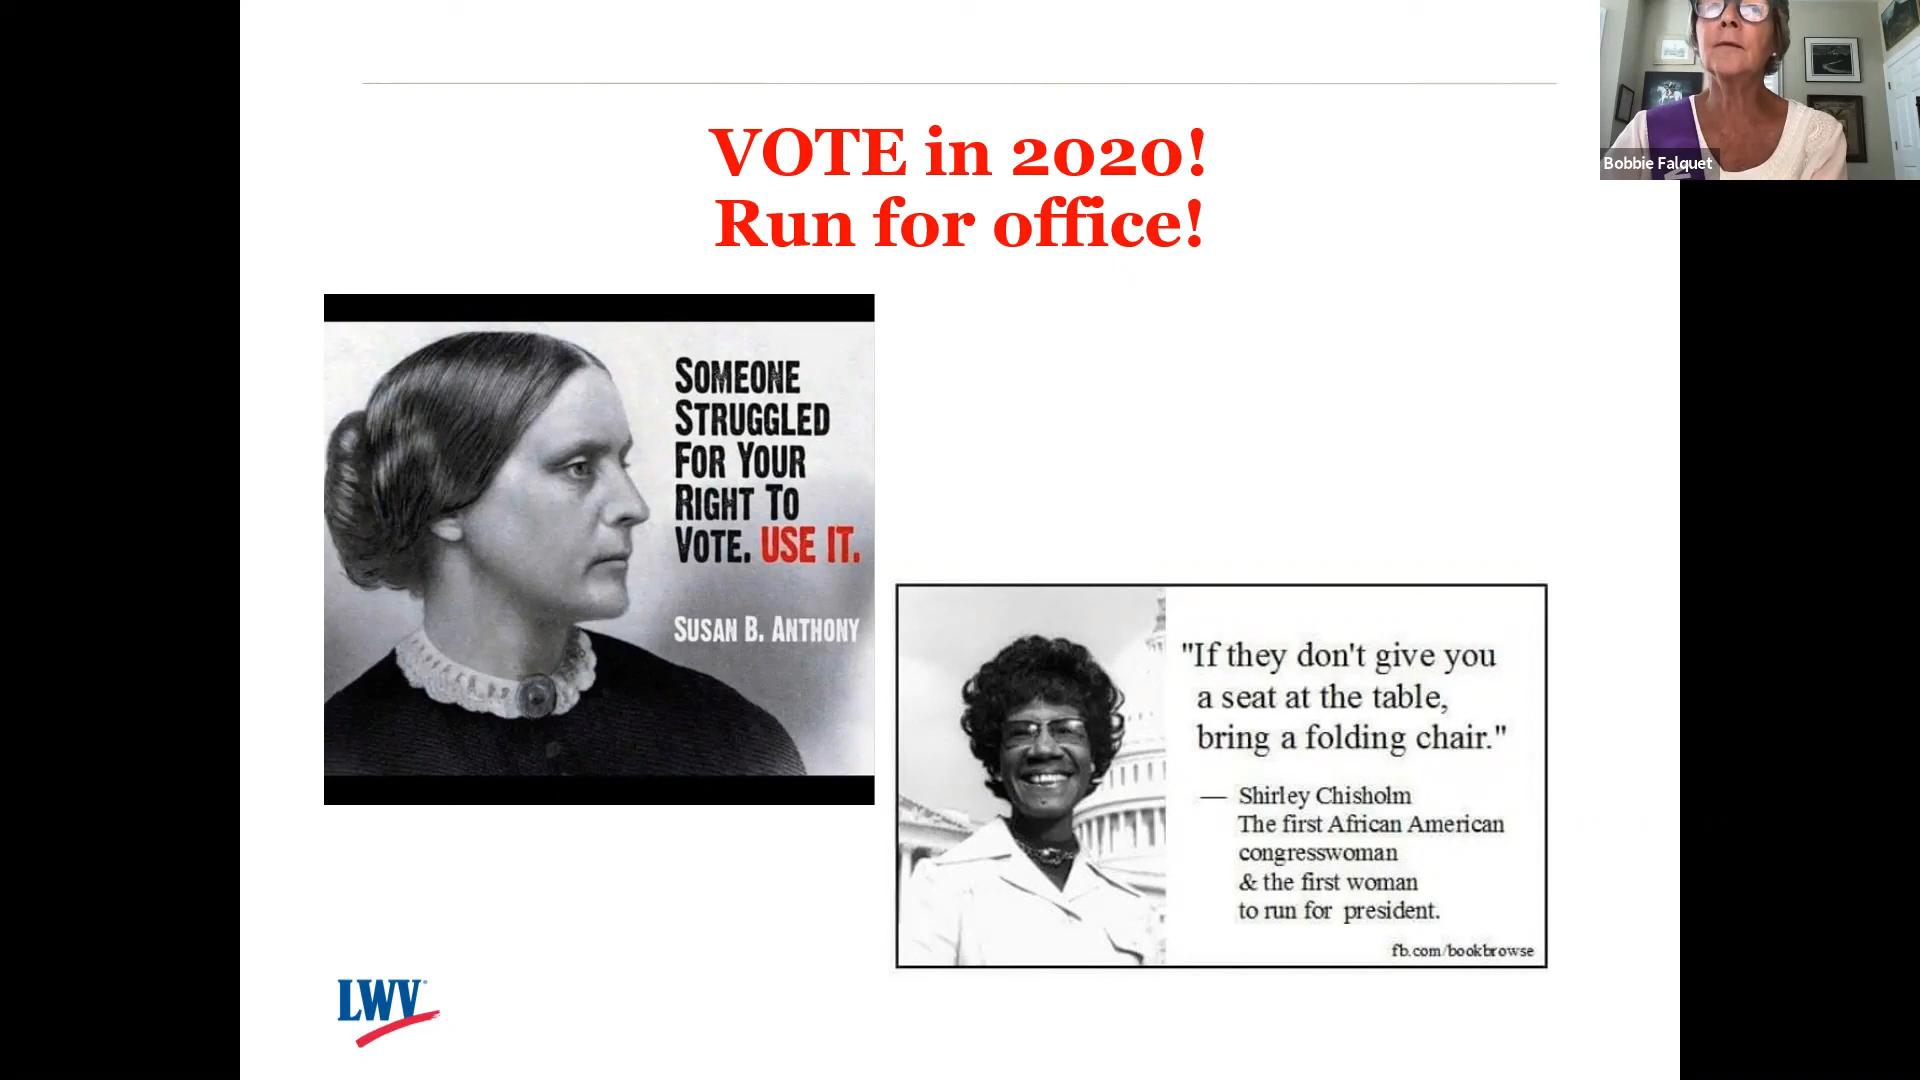 VOTE in 2020!
Run for office!
Bobbie Falquet
SOMEONE
STRUGGLED
FOR YOUR
RIGHT TO
VOTE. USE IT.
SUSAN B. ANTHONY
"If they don't give you
a seat at the table,
bring a folding chair."
— Shirley Chisholm
The first African American
congresswoman
& the first woman
to run for president.
fb.com/bookbrowse
LWV